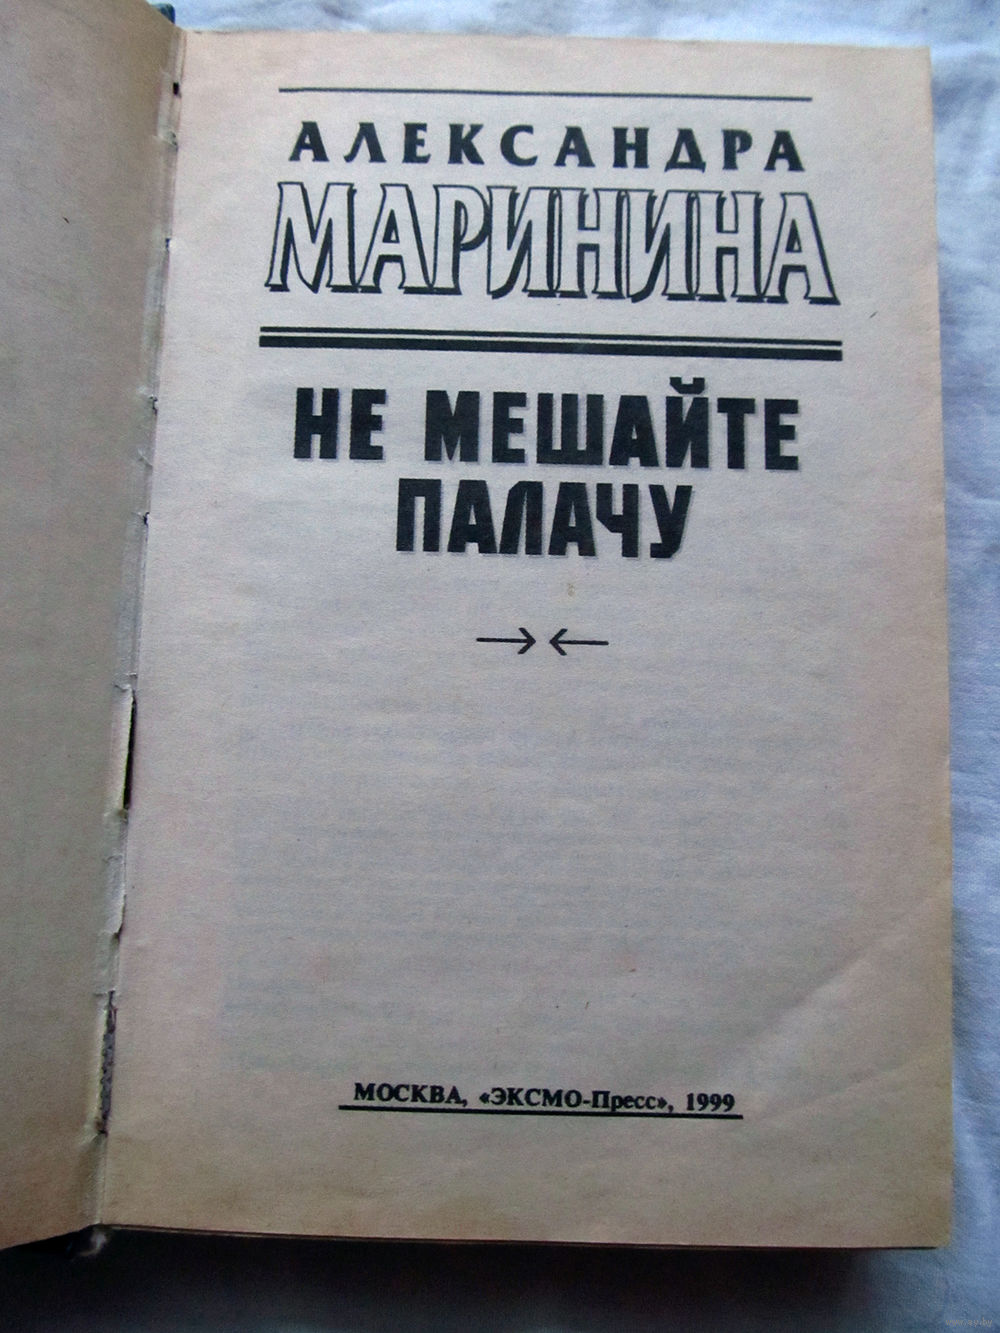 АЛЕКСАНДРА
МАРИНИНА
НЕ МЕШАЙТЕ
ПАЛАЧУ
МОСКВА, «ЭКСМО-Пресс», 1999